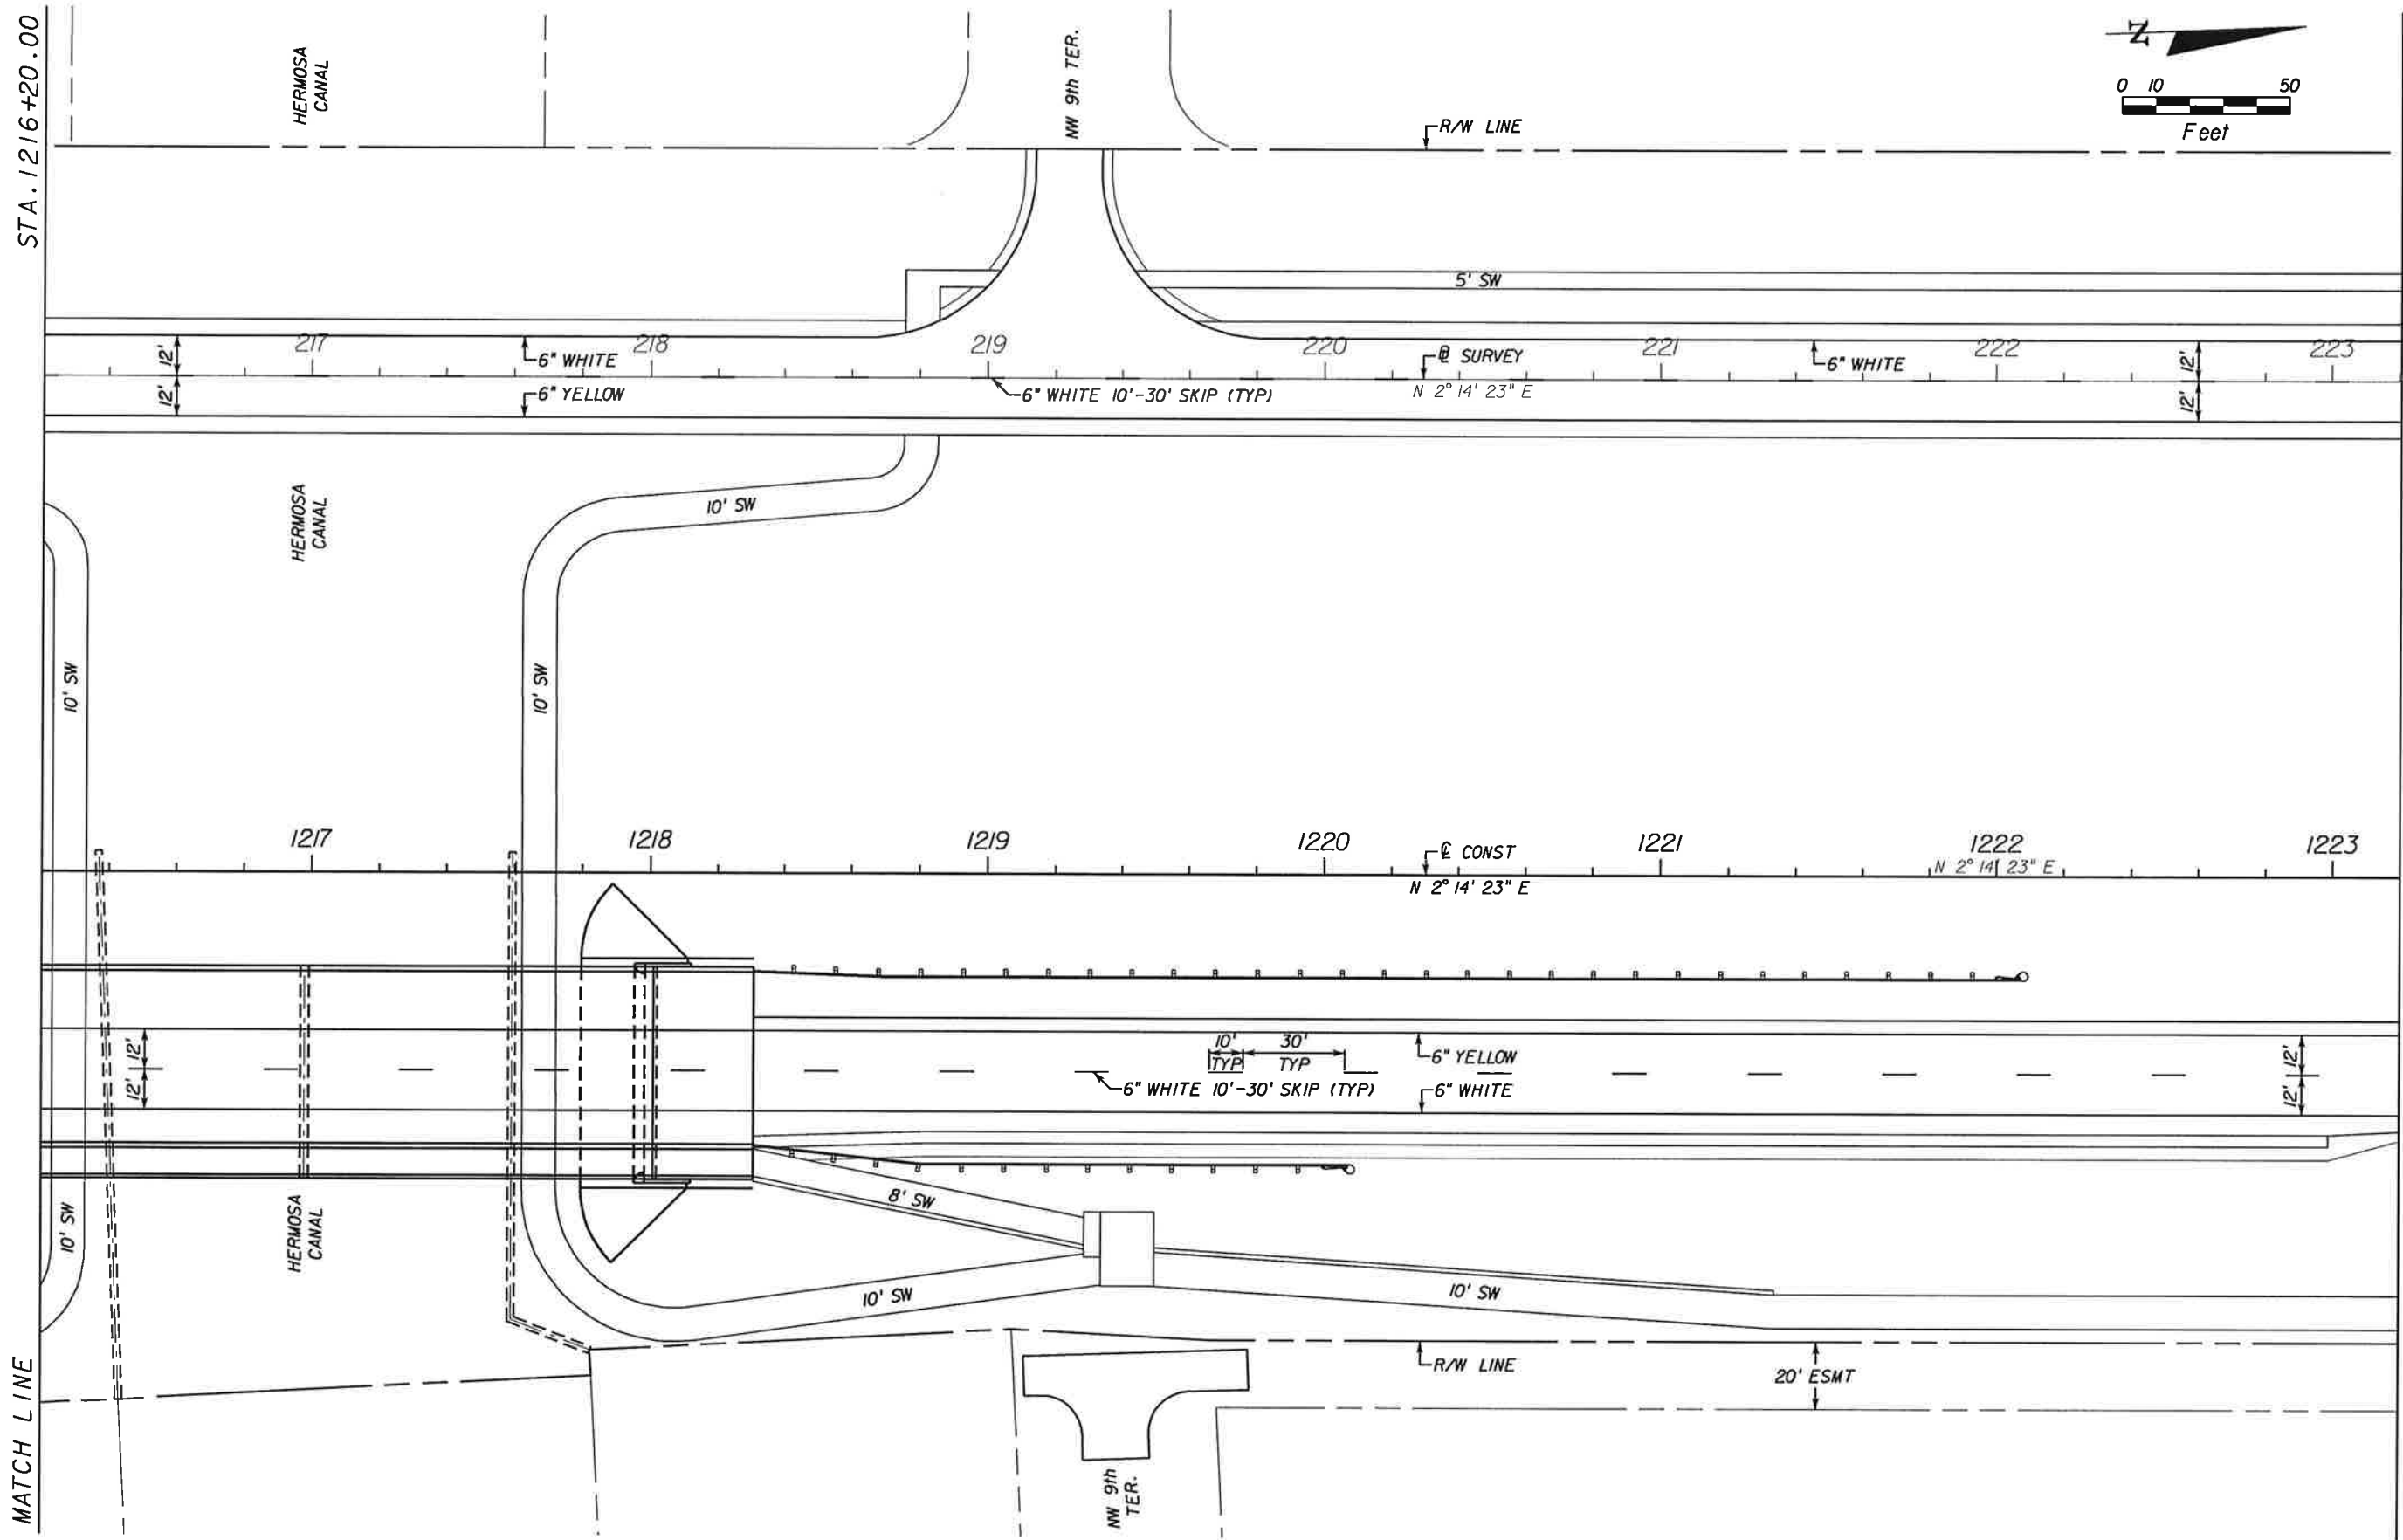 STA. 1216+20.00
MATCH LINE
HERMOSA
CANAL
NW 9th TER.
R/W LINE
Z
0 10 50
Feet
5' SW
217
218
219
220
221
222
223
12'
12'
6" WHITE
6" YELLOW
6" WHITE 10'-30' SKIP (TYP)
℄ SURVEY
N 2° 14' 23" E
6" WHITE
12'
12'
HERMOSA
CANAL
10' SW
10' SW
10' SW
1217
1218
1219
1220
1221
1222
1223
℄ CONST
N 2° 14' 23" E
N 2° 14' 23" E
12'
12'
10'
TYP
30'
TYP
6" YELLOW
6" WHITE 10'-30' SKIP (TYP)
6" WHITE
12'
12'
10' SW
HERMOSA
CANAL
8' SW
10' SW
10' SW
R/W LINE
20' ESMT
NW 9th
TER.